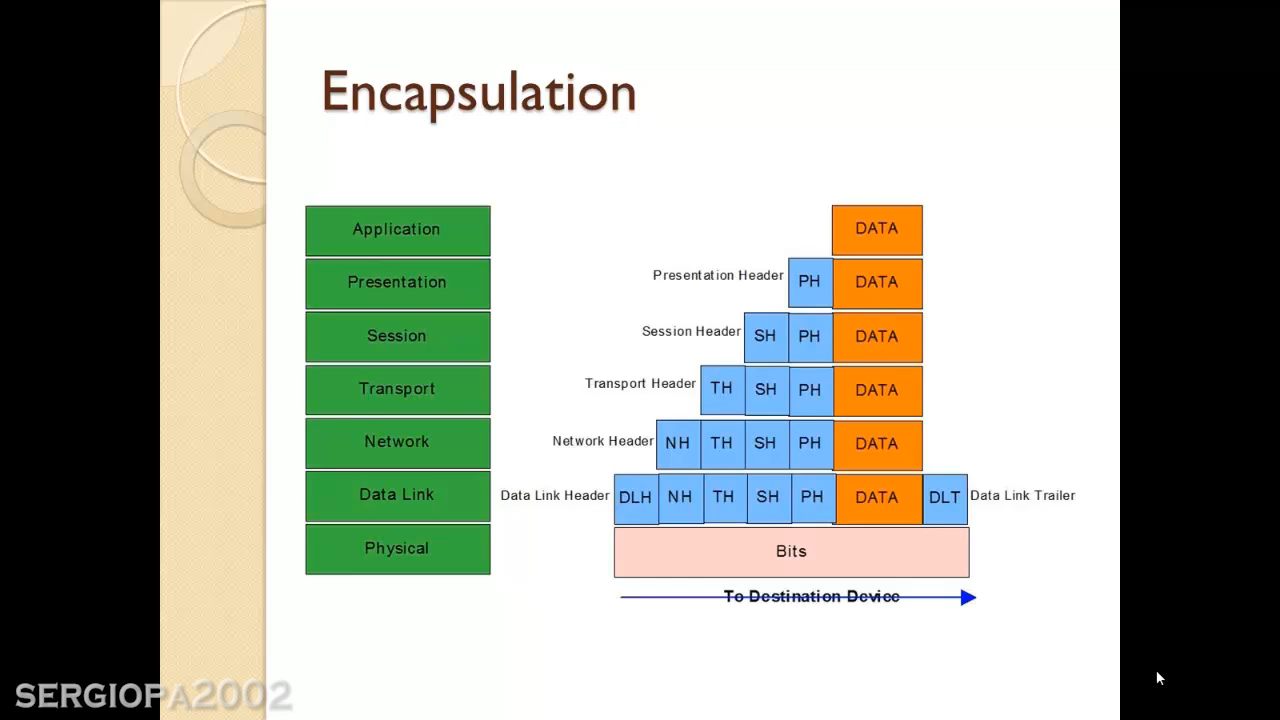 Encapsulation
Application
DATA
Presentation
Presentation Header
PH
DATA
Session
Session Header
SH
PH
DATA
Transport
Transport Header
TH
SH
PH
DATA
Network
Network Header
NH
TH
SH
PH
DATA
Data Link
Data Link Header
DLH
NH
TH
SH
PH
DATA
DLT
Data Link Trailer
Physical
Bits
To Destination Device
SERGIOPA2002